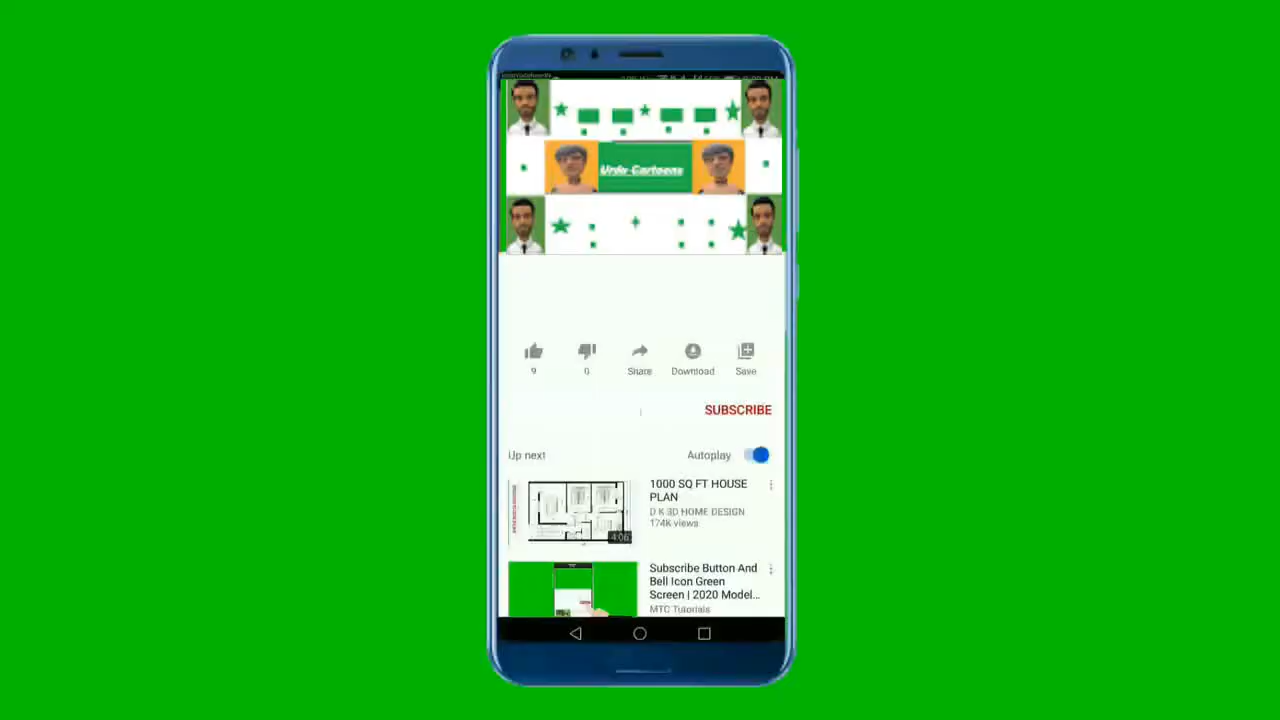 Urdu Cartoons
9
0
Share
Download
Save
SUBSCRIBE
Up next
Autoplay
1000 SQ FT HOUSE
PLAN
D K 3D HOME DESIGN
174K views
4:06
Subscribe Button And
Bell Icon Green
Screen | 2020 Model...
MTC Tutorials